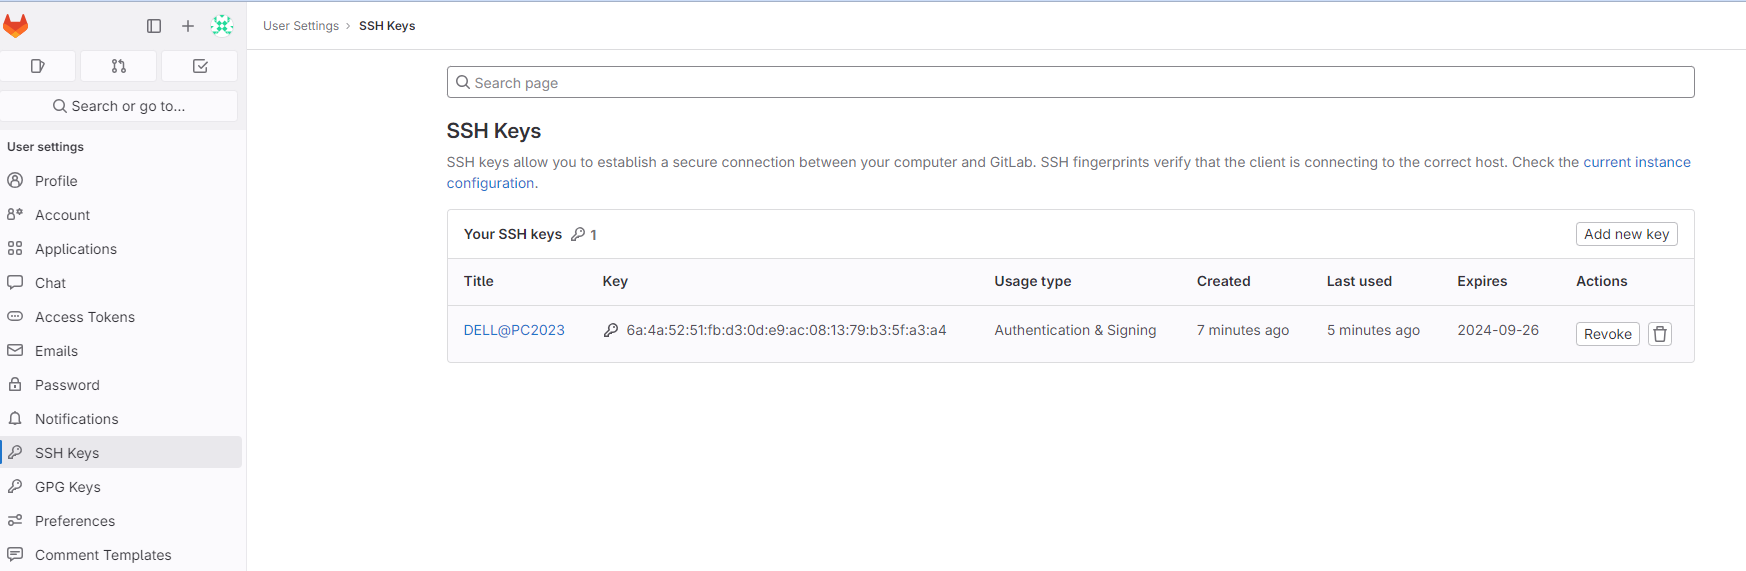 User Settings › SSH Keys
Search or go to...
User settings
Profile
Account
Applications
Chat
Access Tokens
Emails
Password
Notifications
SSH Keys
GPG Keys
Preferences
Comment Templates
Search page
SSH Keys
SSH keys allow you to establish a secure connection between your computer and GitLab. SSH fingerprints verify that the client is connecting to the correct host. Check the current instance
configuration.
Your SSH keys 1
Add new key
Title Key Usage type Created Last used Expires Actions
DELL@PC2023 6a:4a:52:51:fb:d3:0d:e9:ac:08:13:79:b3:5f:a3:a4 Authentication & Signing 7 minutes ago 5 minutes ago 2024-09-26 Revoke